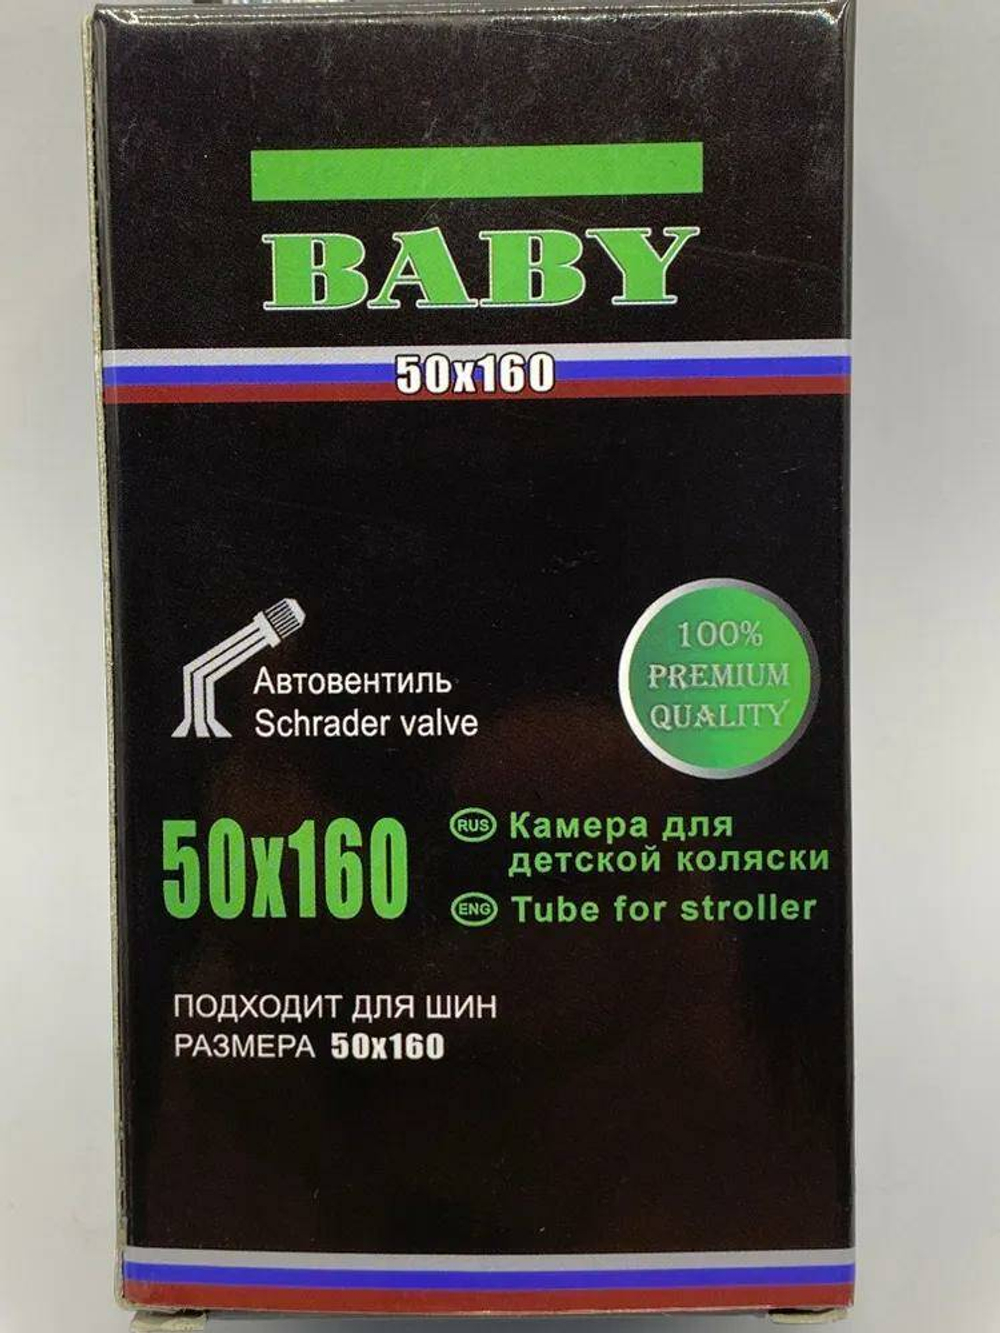 BABY
50x160
Автовентиль
Schrader valve
100%
PREMIUM
QUALITY
50x160
RUS Камера для
детской коляски
ENG Tube for stroller
ПОДХОДИТ ДЛЯ ШИН
РАЗМЕРА 50x160